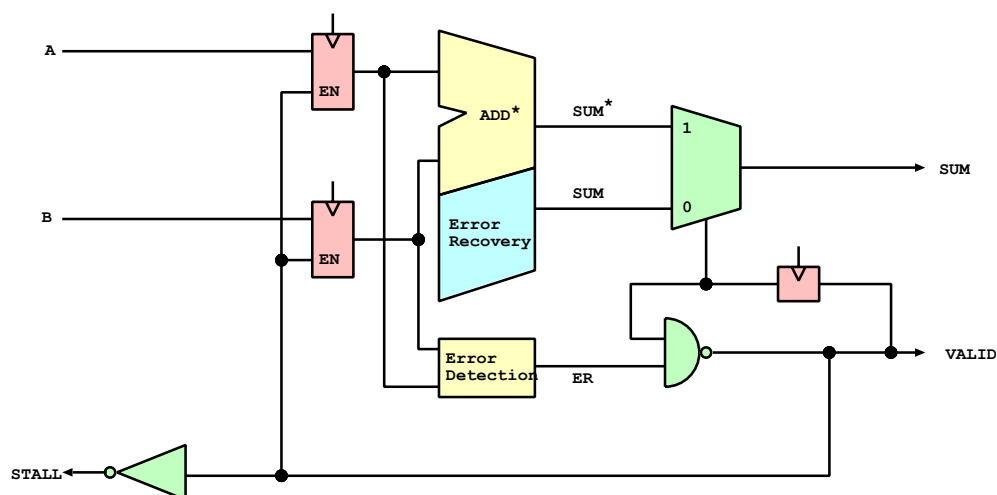 A
EN
ADD*
SUM*
1
SUM
SUM
0
B
Error
Recovery
EN
Error
Detection
ER
VALID
STALL